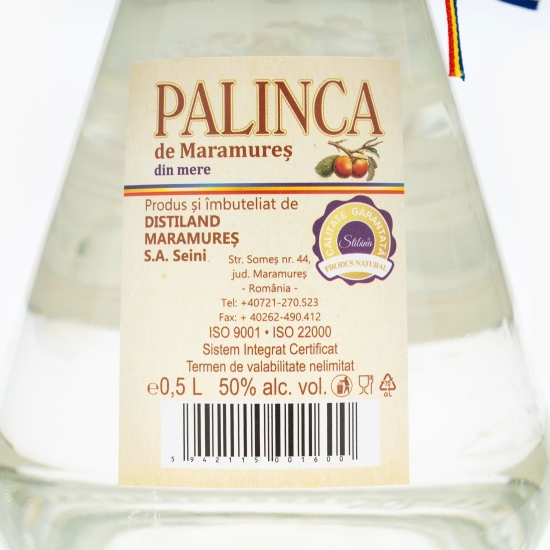 PALINCA
de Maramureș
din mere
Produs și îmbuteliat de
DISTILAND
MARAMUREȘ
S.A. Seini
Str. Someș nr. 44,
jud. Maramureș
- România -
Tel: +40721-270.523
Fax: + 40262-490.412
CALITATE GARANTATĂ
Stibina
PRODUS NATURAL
ISO 9001 • ISO 22000
Sistem Integrat Certificat
Termen de valabilitate nelimitat
℮0,5 L 50% alc. vol.
GL
5 942115 001600